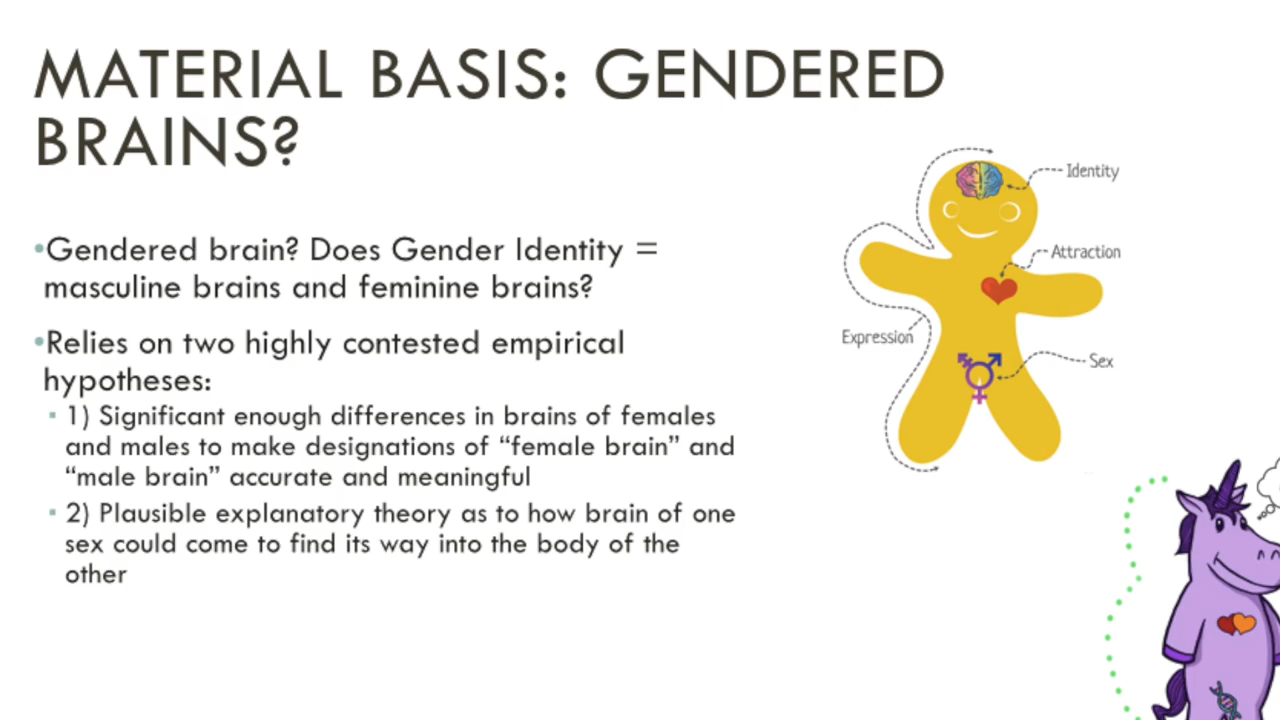 MATERIAL BASIS: GENDERED
BRAINS?
•Gendered brain? Does Gender Identity =
masculine brains and feminine brains?
•Relies on two highly contested empirical
hypotheses:
▪ 1) Significant enough differences in brains of females
and males to make designations of “female brain” and
“male brain” accurate and meaningful
▪ 2) Plausible explanatory theory as to how brain of one
sex could come to find its way into the body of the
other
Identity
Attraction
Expression
Sex